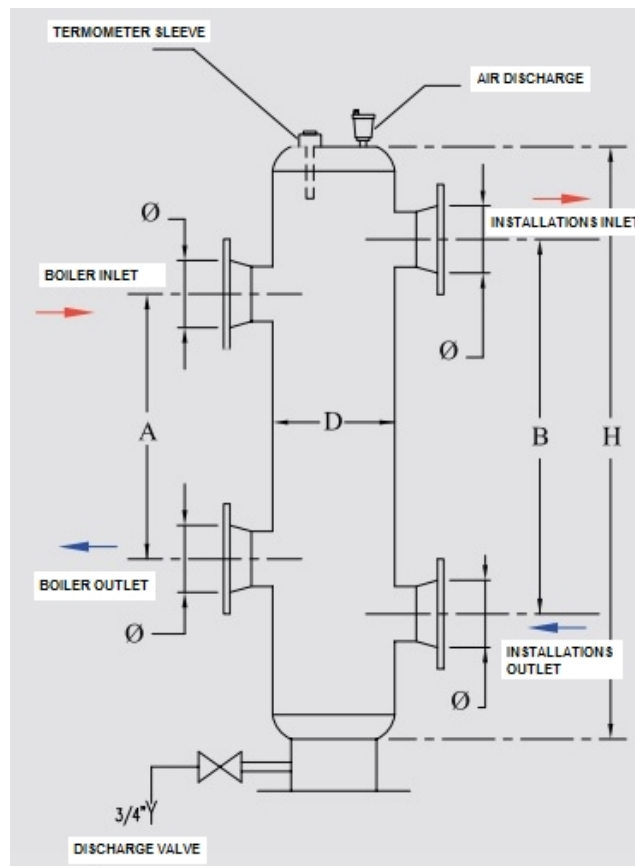 TERMOMETER SLEEVE
AIR DISCHARGE
Ø
INSTALLATIONS INLET
BOILER INLET
Ø
A
D
B
H
BOILER OUTLET
Ø
INSTALLATIONS
OUTLET
Ø
3/4"
DISCHARGE VALVE